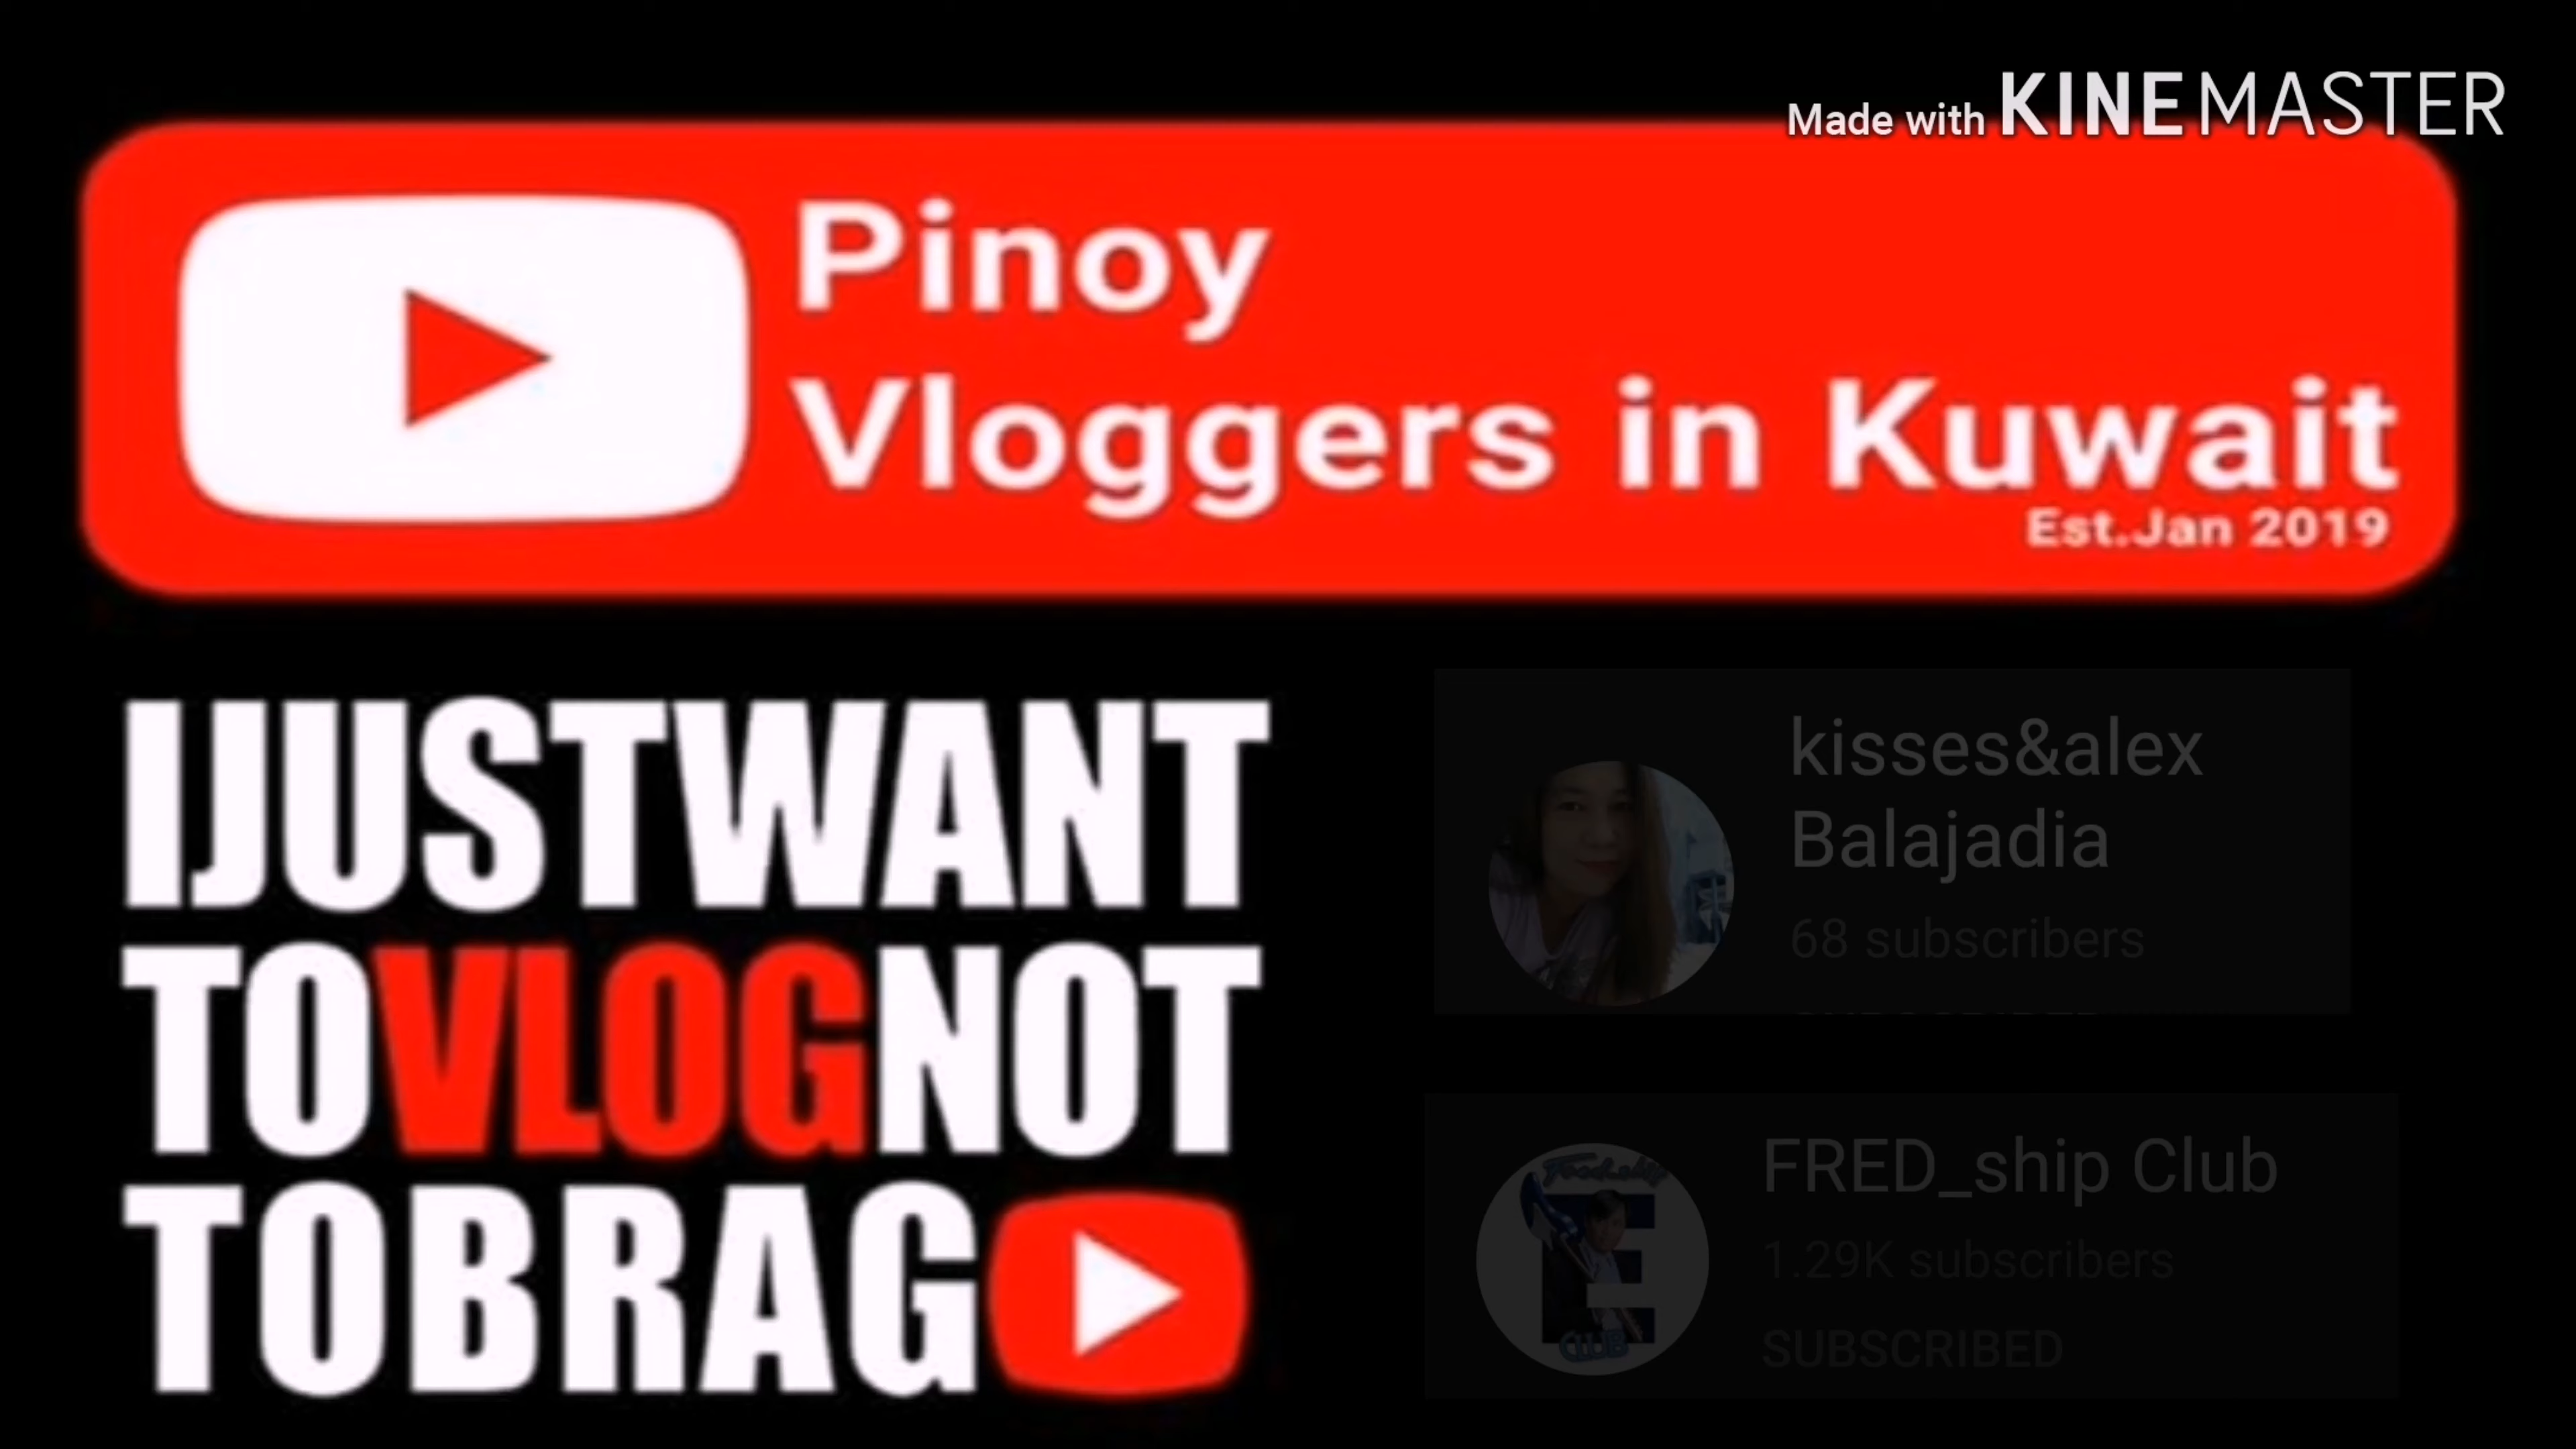 Made with KINEMASTER
Pinoy
Vloggers in Kuwait
Est.Jan 2019
IJUSTWANT
TOVLOGNOT
TOBRAG
kisses&alex
Balajadia
68 subscribers
FRED_ship Club
1.29K subscribers
SUBSCRIBED
E
CLUB